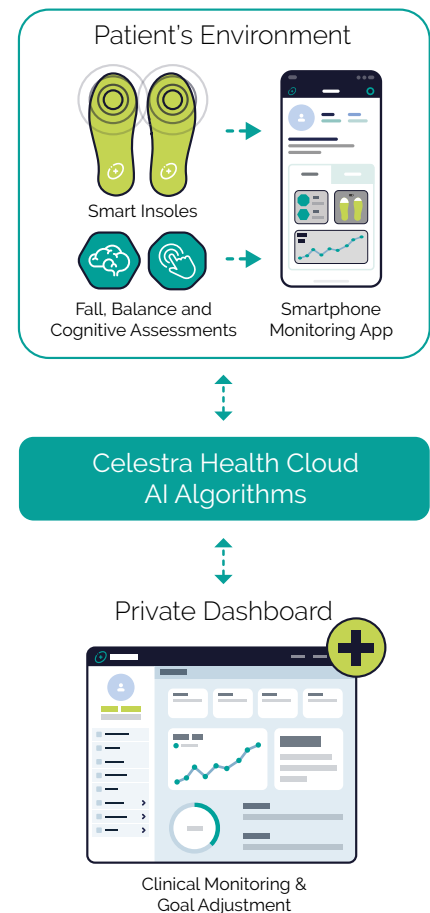 Patient's Environment
Smart Insoles
Fall, Balance and
Cognitive Assessments
Smartphone
Monitoring App
Celestra Health Cloud
AI Algorithms
Private Dashboard
Clinical Monitoring &
Goal Adjustment